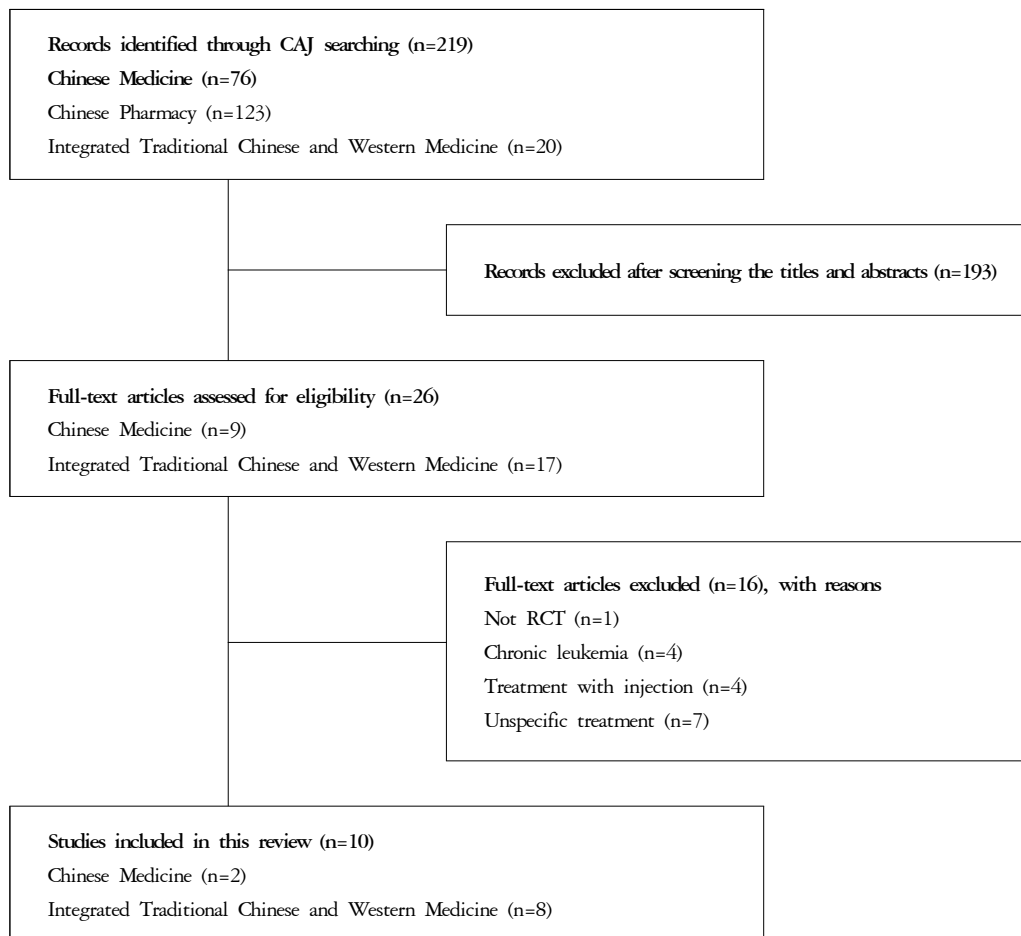 Records identified through CAJ searching (n=219)
Chinese Medicine (n=76)
Chinese Pharmacy (n=123)
Integrated Traditional Chinese and Western Medicine (n=20)
Records excluded after screening the titles and abstracts (n=193)
Full-text articles assessed for eligibility (n=26)
Chinese Medicine (n=9)
Integrated Traditional Chinese and Western Medicine (n=17)
Full-text articles excluded (n=16), with reasons
Not RCT (n=1)
Chronic leukemia (n=4)
Treatment with injection (n=4)
Unspecific treatment (n=7)
Studies included in this review (n=10)
Chinese Medicine (n=2)
Integrated Traditional Chinese and Western Medicine (n=8)